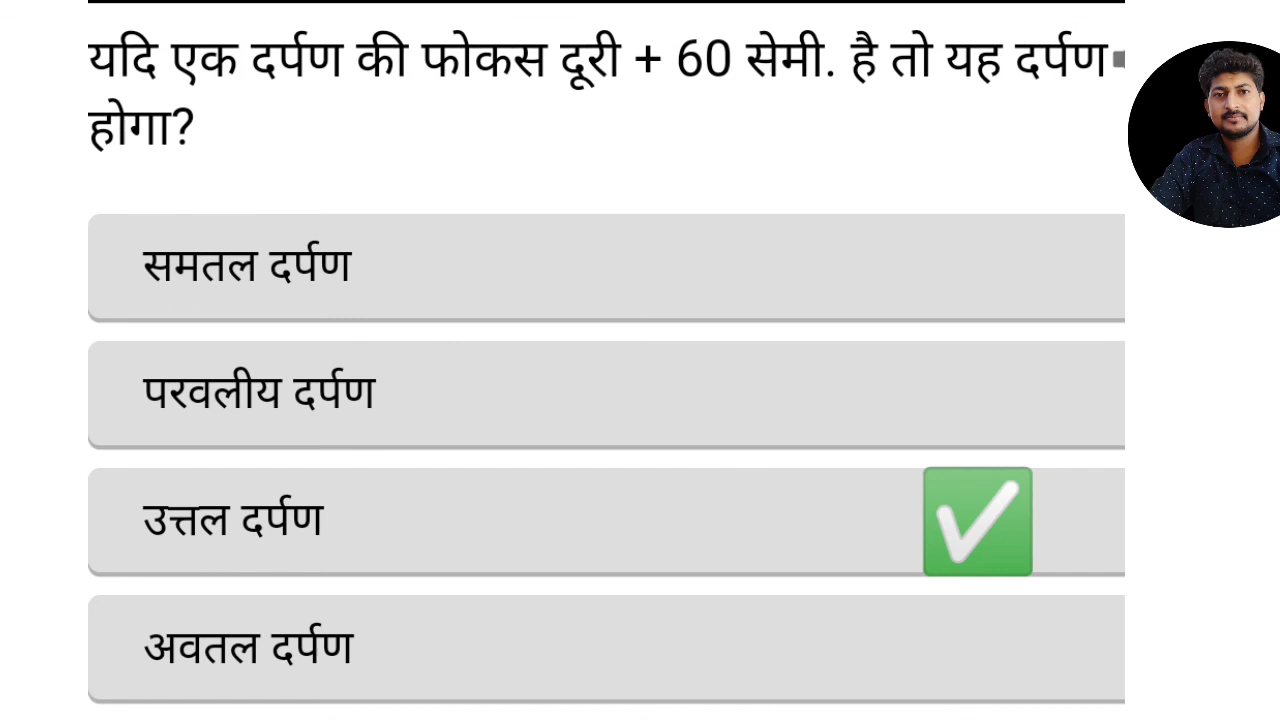 यदि एक दर्पण की फोकस दूरी + 60 सेमी. है तो यह दर्पण
होगा?
समतल दर्पण
परवलीय दर्पण
उत्तल दर्पण
अवतल दर्पण